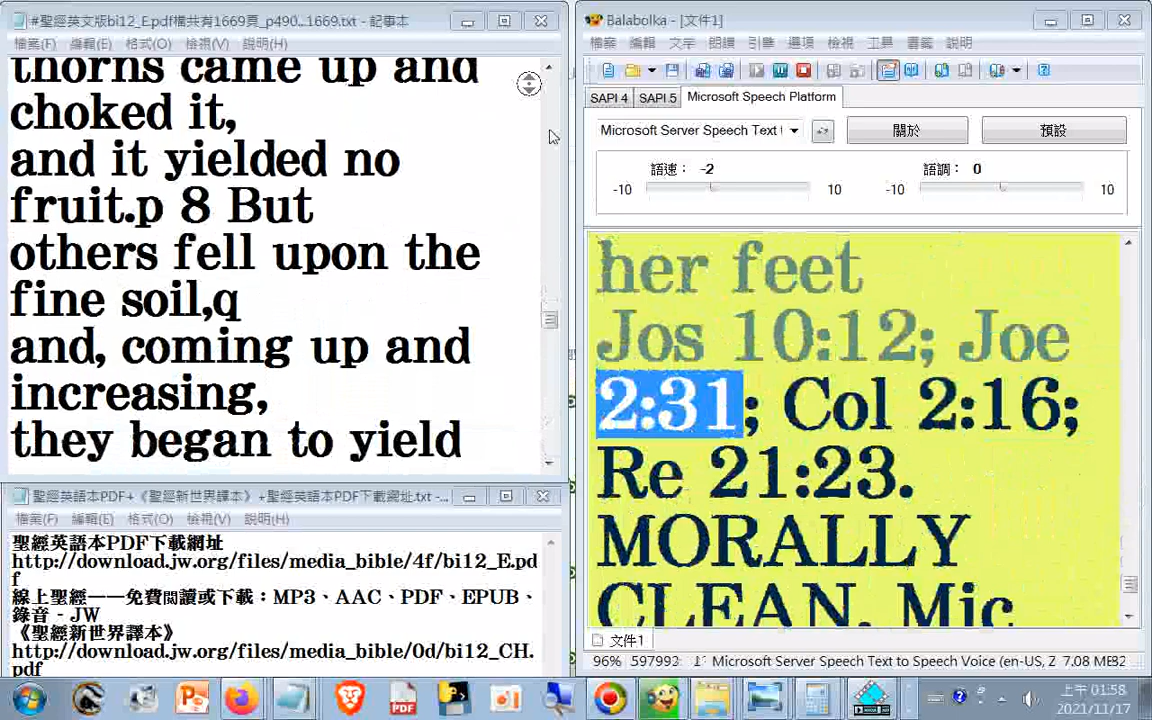 #聖經英文版bi12_E.pdf橫共有1669頁_p490...1669.txt - 記事本
檔案(F) 編輯(E) 格式(O) 檢視(V) 說明(H)
thorns came up and
choked it,
and it yielded no
fruit.p 8 But
others fell upon the
fine soil,q
and, coming up and
increasing,
they began to yield
聖經英語本PDF+《聖經新世界譯本》+聖經英語本PDF下載網址.txt -...
檔案(F) 編輯(E) 格式(O) 檢視(V) 說明(H)
聖經英語本PDF下載網址
http://download.jw.org/files/media_bible/4f/bi12_E.pd
f
線上聖經——免費閱讀或下載：MP3、AAC、PDF、EPUB、
錄音 - JW
《聖經新世界譯本》
http://download.jw.org/files/media_bible/0d/bi12_CH.
pdf
Balabolka - [文件1]
檔案 編輯 文字 朗讀 引擎 選項 檢視 工具 書籤 說明
SAPI 4 SAPI 5 Microsoft Speech Platform
Microsoft Server Speech Text 關於 預設
語速： -2 語調： 0
-10 10 -10 10
her feet
Jos 10:12; Joe
2:31; Col 2:16;
Re 21:23.
MORALLY
CLEAN, Mic
文件1
96% 597992 Microsoft Server Speech Text to Speech Voice (en-US, Z 7.08 MB
PDF
上午 01:58
2021/11/17